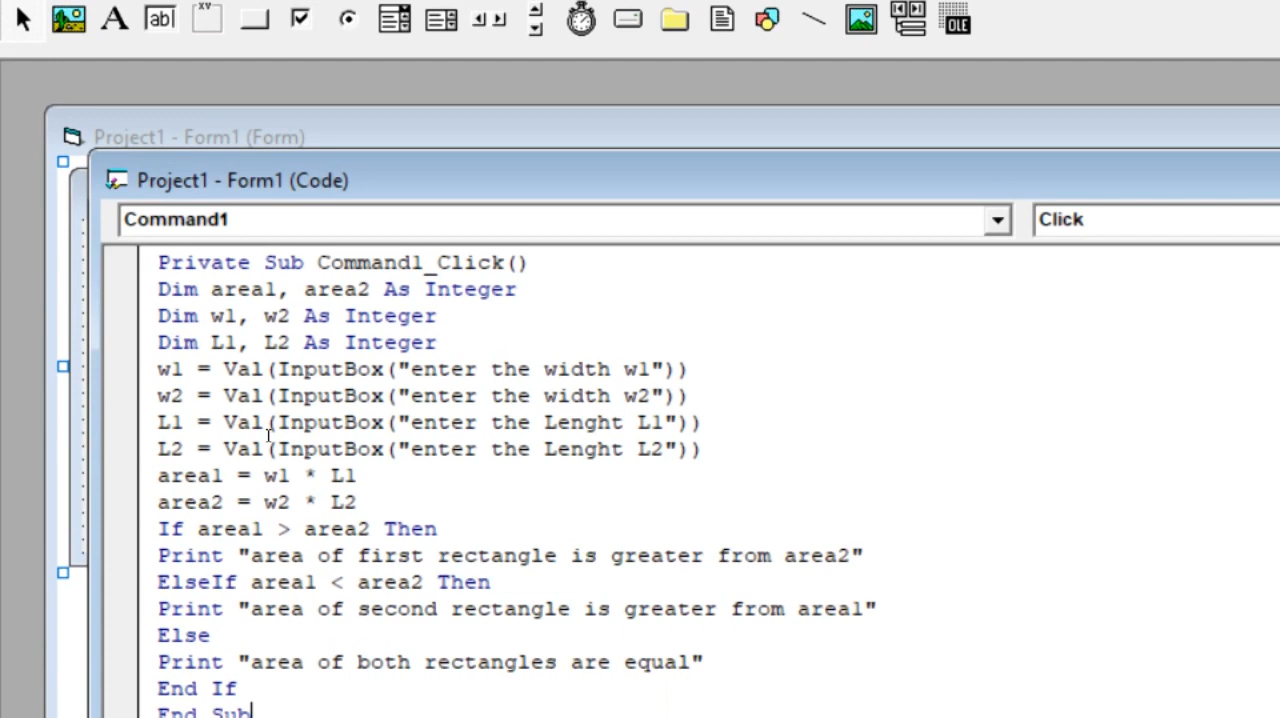 A
ab
XY
OLE
Project1 - Form1 (Form)
Project1 - Form1 (Code)
Command1
Click
Private Sub Command1_Click()
Dim area1, area2 As Integer
Dim w1, w2 As Integer
Dim L1, L2 As Integer
w1 = Val(InputBox("enter the width w1"))
w2 = Val(InputBox("enter the width w2"))
L1 = Val(InputBox("enter the Lenght L1"))
L2 = Val(InputBox("enter the Lenght L2"))
area1 = w1 * L1
area2 = w2 * L2
If area1 > area2 Then
Print "area of first rectangle is greater from area2"
ElseIf area1 < area2 Then
Print "area of second rectangle is greater from area1"
Else
Print "area of both rectangles are equal"
End If
End Sub